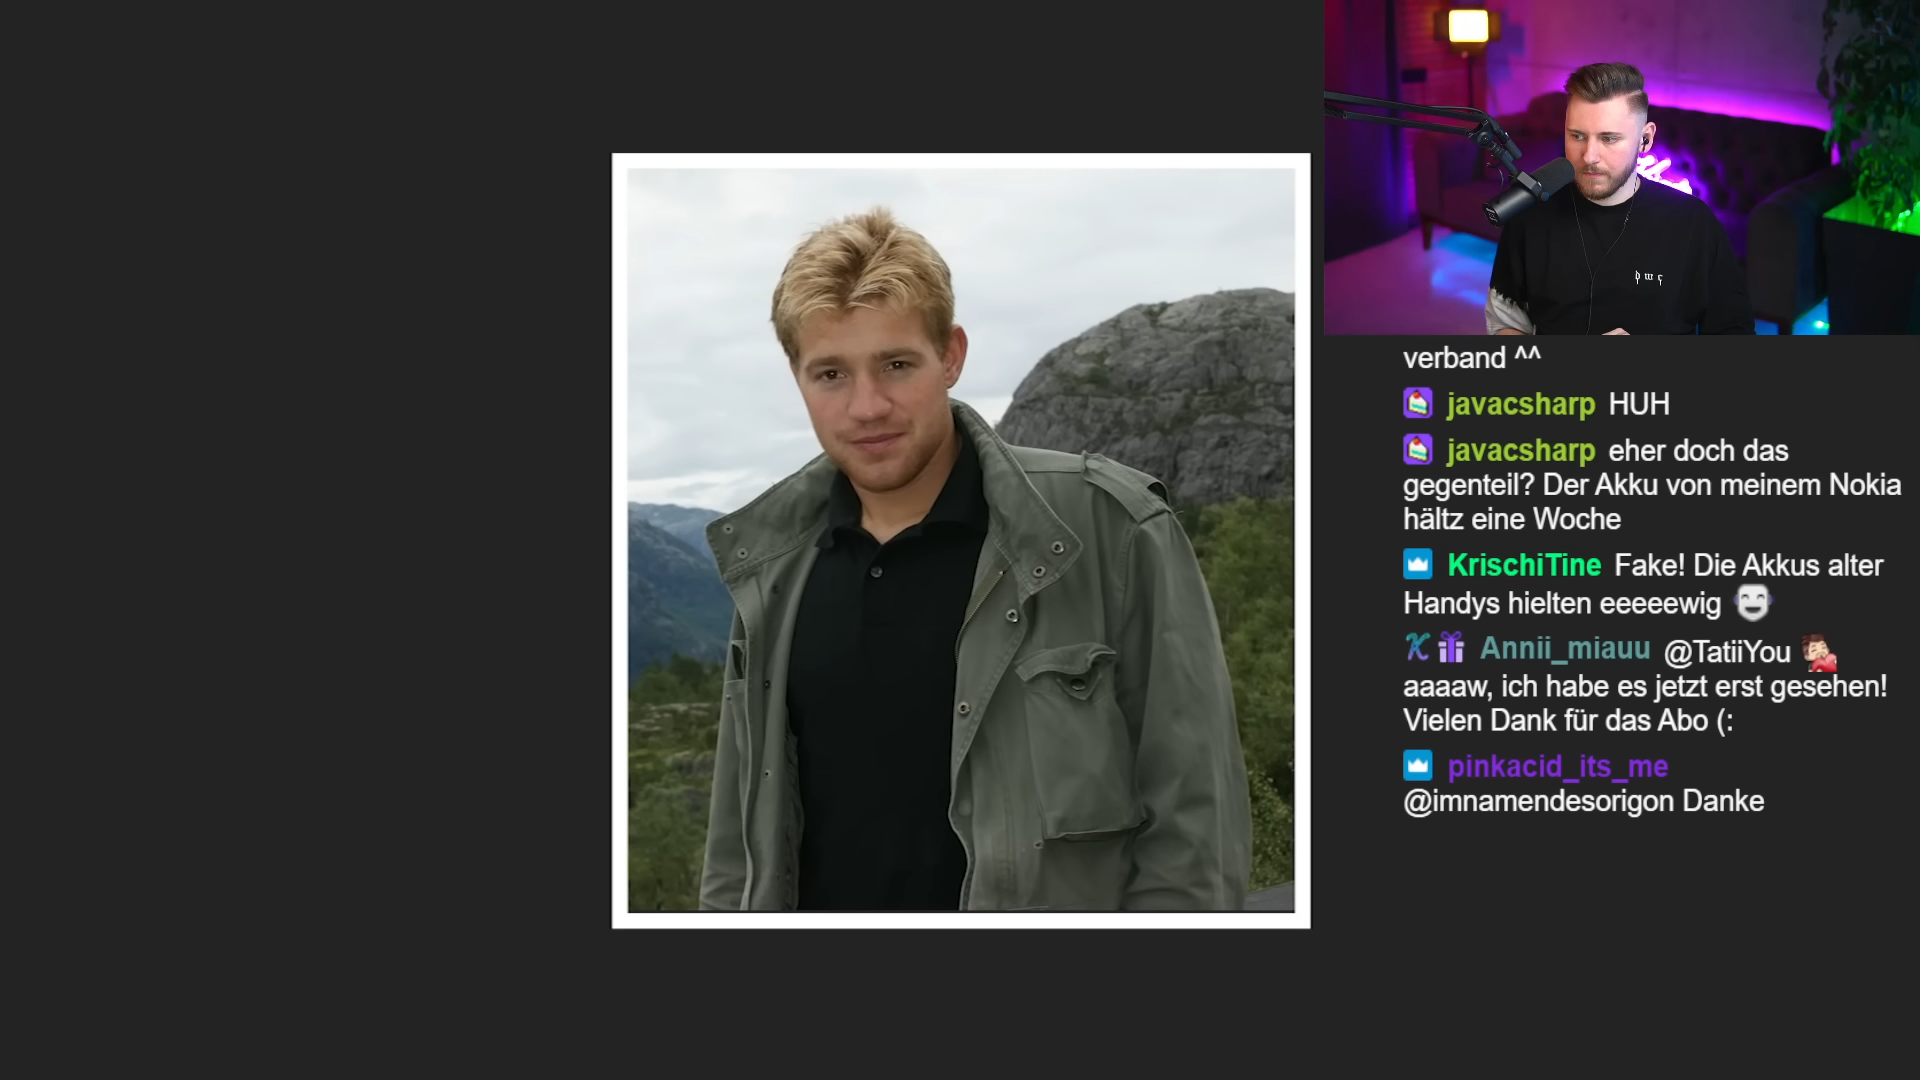 þwç
verband ^^
javacsharp HUH
javacsharp eher doch das
gegenteil? Der Akku von meinem Nokia
hältz eine Woche
KrischiTine Fake! Die Akkus alter
Handys hielten eeeeewig
Annii_miauu @TatiiYou
aaaaw, ich habe es jetzt erst gesehen!
Vielen Dank für das Abo (:
pinkacid_its_me
@imnamendesorigon Danke